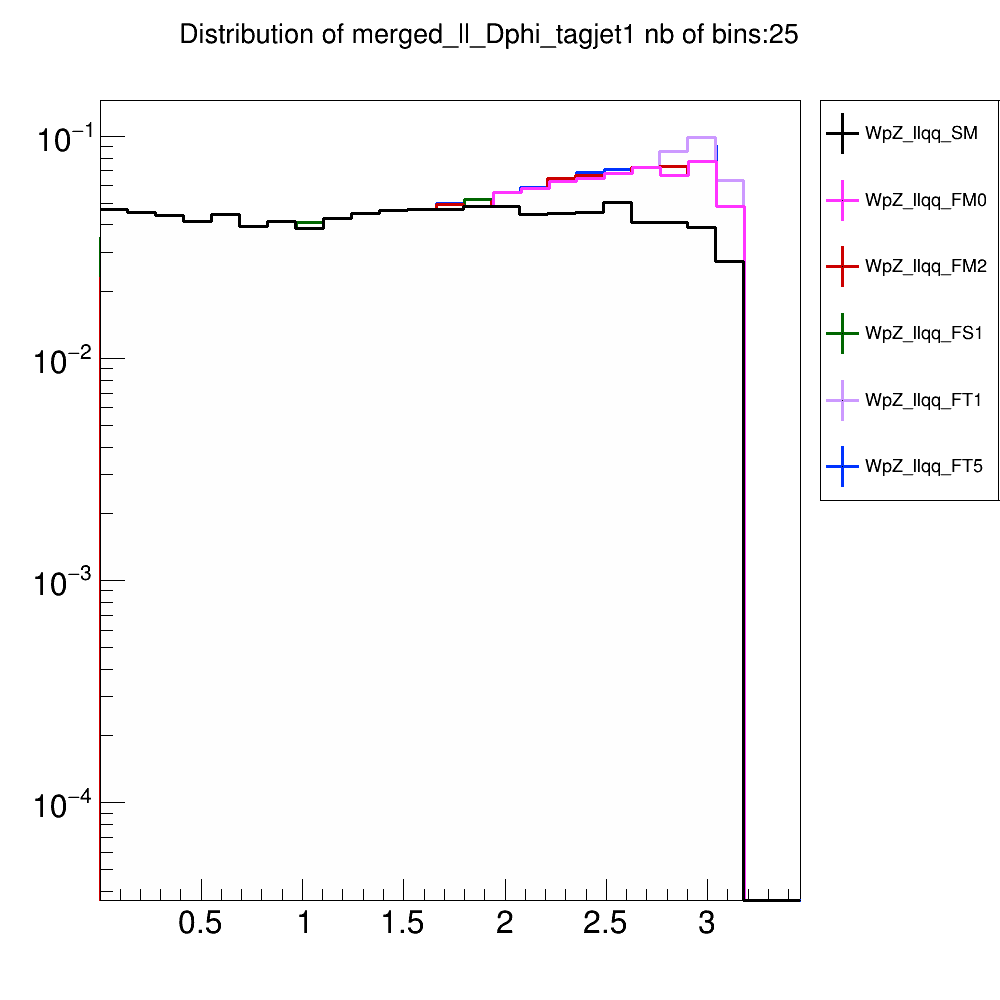 Distribution of merged_ll_Dphi_tagjet1 nb of bins:25
10⁻¹
10⁻²
10⁻³
10⁻⁴
0.5 1 1.5 2 2.5 3
WpZ_llqq_SM
WpZ_llqq_FM0
WpZ_llqq_FM2
WpZ_llqq_FS1
WpZ_llqq_FT1
WpZ_llqq_FT5